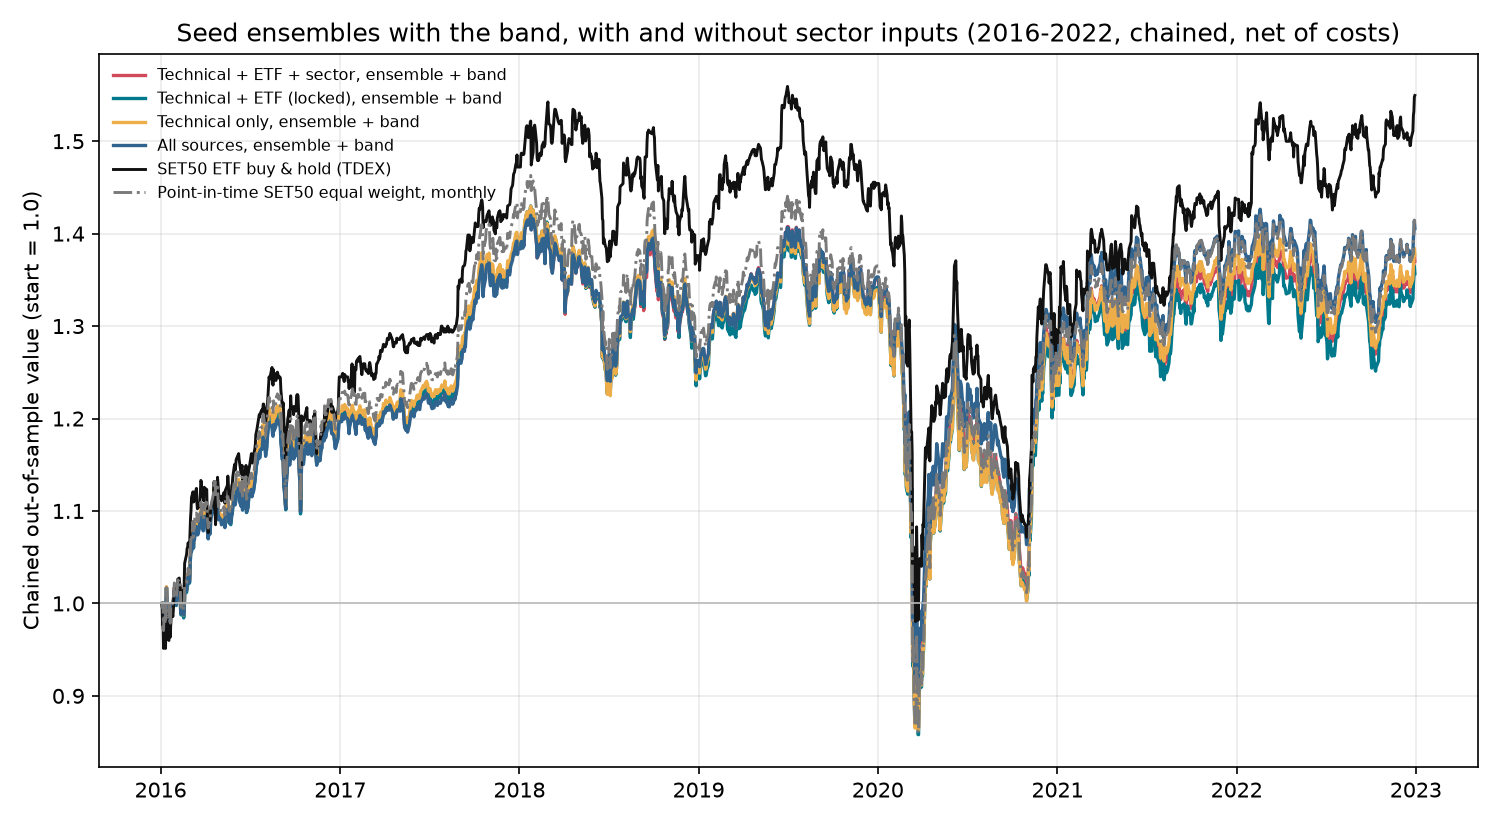 Seed ensembles with the band, with and without sector inputs (2016-2022, chained, net of costs)
Technical + ETF + sector, ensemble + band
Technical + ETF (locked), ensemble + band
Technical only, ensemble + band
All sources, ensemble + band
SET50 ETF buy & hold (TDEX)
Point-in-time SET50 equal weight, monthly
Chained out-of-sample value (start = 1.0)
1.5
1.4
1.3
1.2
1.1
1.0
0.9
2016
2017
2018
2019
2020
2021
2022
2023